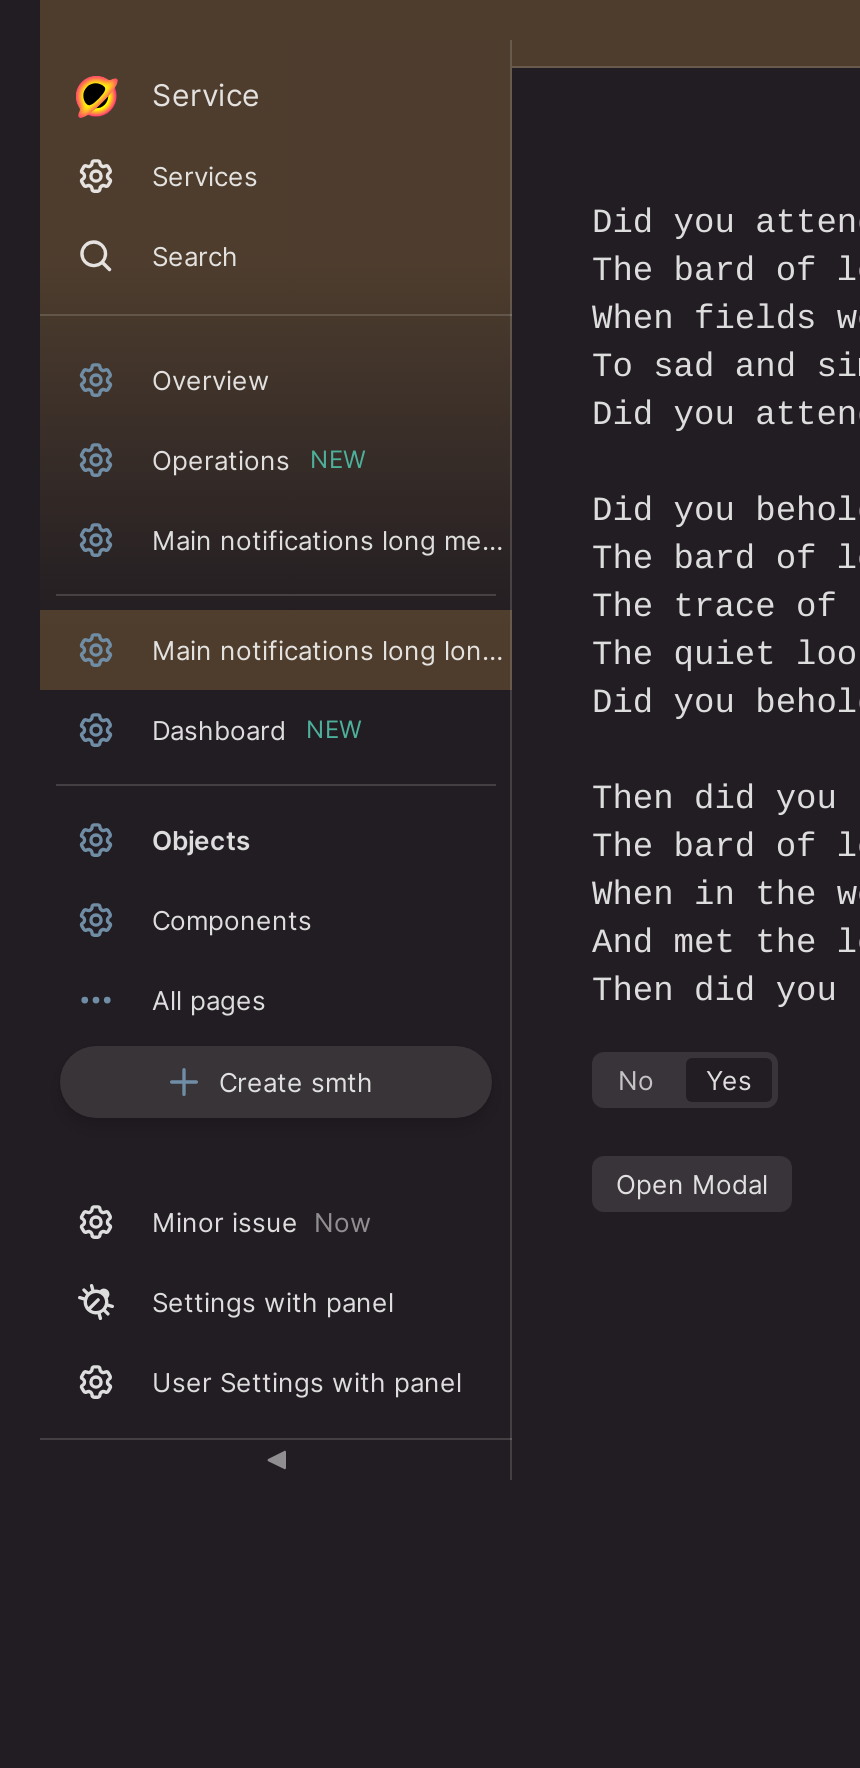 Service
Services
Search
Overview
Operations NEW
Main notifications long me...
Main notifications long lon...
Dashboard NEW
Objects
Components
All pages
Create smth
Minor issue Now
Settings with panel
User Settings with panel
Did you atten
The bard of l
When fields w
To sad and si
Did you atten
Did you behol
The bard of l
The trace of
The quiet loo
Did you behol
Then did you
The bard of l
When in the w
And met the l
Then did you
No Yes
Open Modal